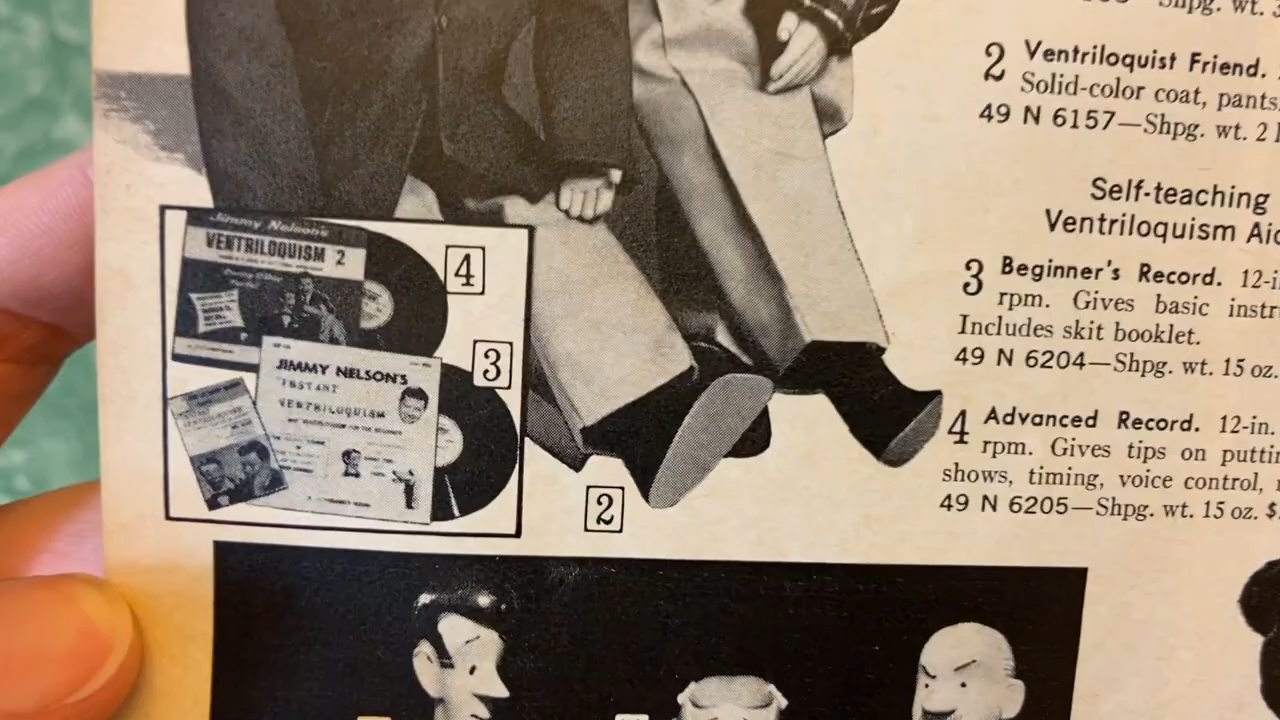 Shpg. wt. 3
2 Ventriloquist Friend.
Solid-color coat, pants
49 N 6157—Shpg. wt. 2
Self-teaching
Ventriloquism
3 Beginner's Record. 12-
rpm. Gives basic
Includes skit booklet.
49 N 6204—Shpg. wt. 15 oz.
4 Advanced Record. 12-in.
rpm. Gives tips on
shows, timing, voice control,
49 N 6205—Shpg. wt. 15 oz. $
Jimmy Nelson's
VENTRILOQUISM 2
4
3
JIMMY NELSON'S
INSTANT
VENTRILOQUISM
2